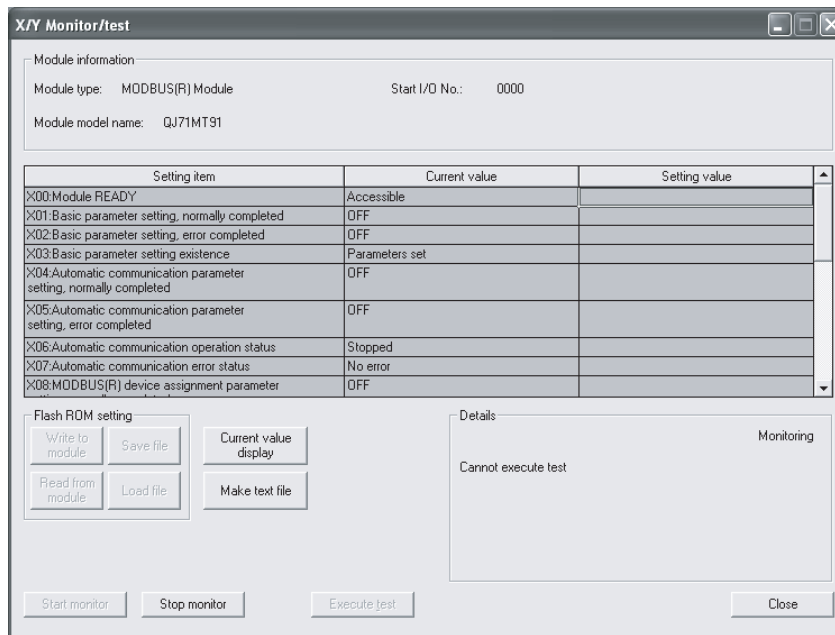 X/Y Monitor/test
Module information
Module type: MODBUS(R) Module Start I/O No.: 0000
Module model name: QJ71MT91
Setting item Current value Setting value
X00:Module READY Accessible
X01:Basic parameter setting, normally completed OFF
X02:Basic parameter setting, error completed OFF
X03:Basic parameter setting existence Parameters set
X04:Automatic communication parameter OFF
setting, normally completed
X05:Automatic communication parameter OFF
setting, error completed
X06:Automatic communication operation status Stopped
X07:Automatic communication error status No error
X08:MODBUS(R) device assignment parameter OFF
Flash ROM setting
Write to
module
Save file
Read from
module
Load file
Current value
display
Make text file
Details
Monitoring
Cannot execute test
Start monitor Stop monitor Execute test Close